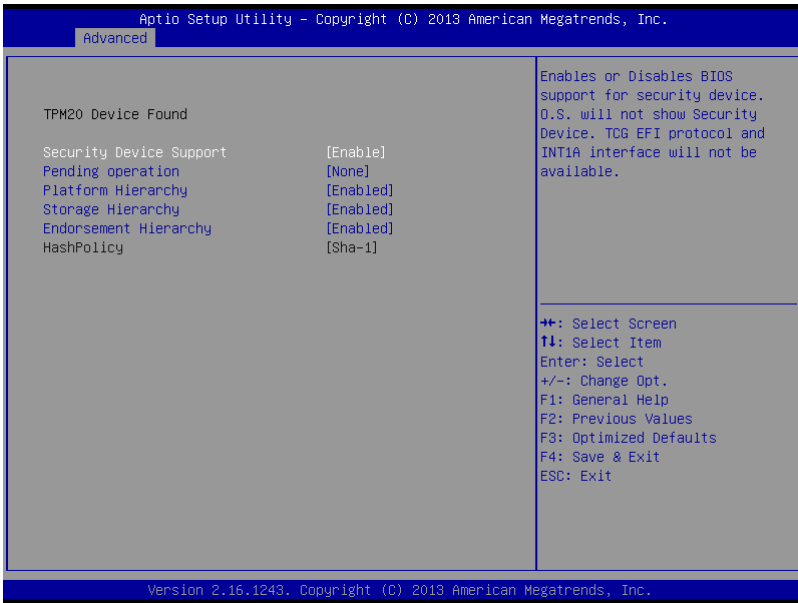 Aptio Setup Utility – Copyright (C) 2013 American Megatrends, Inc.
Advanced
TPM20 Device Found
Security Device Support [Enable]
Pending operation [None]
Platform Hierarchy [Enabled]
Storage Hierarchy [Enabled]
Endorsement Hierarchy [Enabled]
HashPolicy [Sha-1]
Enables or Disables BIOS
support for security device.
O.S. will not show Security
Device. TCG EFI protocol and
INT1A interface will not be
available.
→←: Select Screen
↑↓: Select Item
Enter: Select
+/-: Change Opt.
F1: General Help
F2: Previous Values
F3: Optimized Defaults
F4: Save & Exit
ESC: Exit
Version 2.16.1243. Copyright (C) 2013 American Megatrends, Inc.